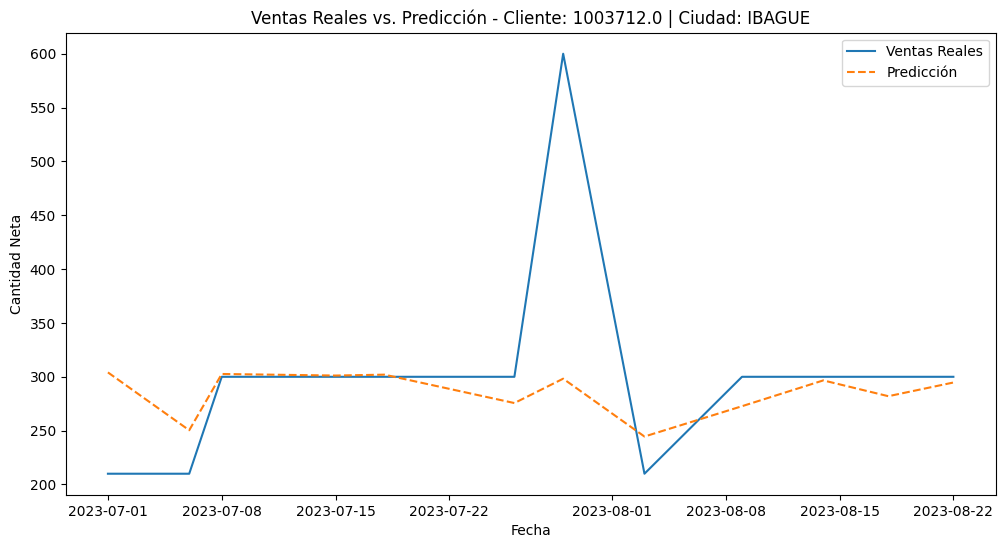 Ventas Reales vs. Predicción - Cliente: 1003712.0 | Ciudad: IBAGUE
Ventas Reales
Predicción
Cantidad Neta
600
550
500
450
400
350
300
250
200
2023-07-01 2023-07-08 2023-07-15 2023-07-22 2023-08-01 2023-08-08 2023-08-15 2023-08-22
Fecha